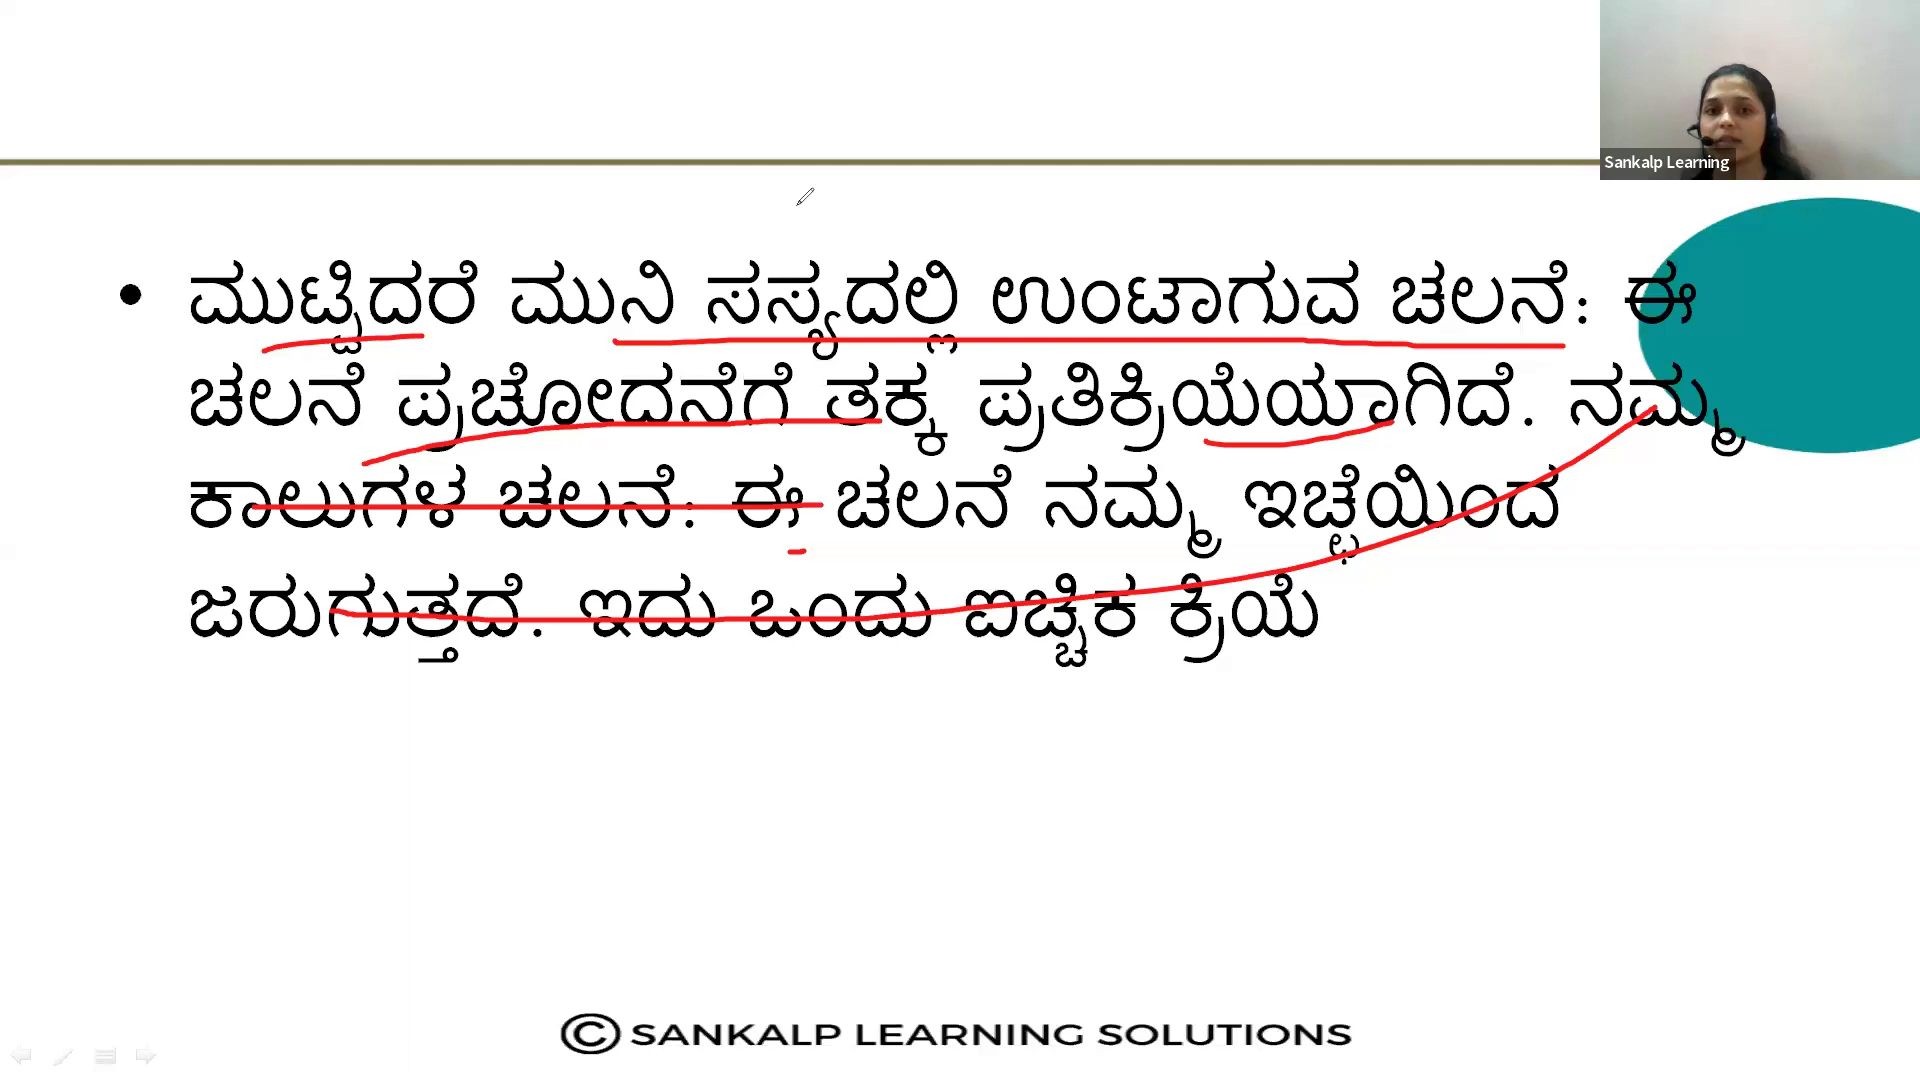 Sankalp Learning
• ಮುಟ್ಟಿದರೆ ಮುನಿ ಸಸ್ಯದಲ್ಲಿ ಉಂಟಾಗುವ ಚಲನೆ: ಈ
ಚಲನೆ ಪ್ರಚೋದನೆಗೆ ತಕ್ಕ ಪ್ರತಿಕ್ರಿಯೆಯಾಗಿದೆ. ನಮ್ಮ
ಕಾಲುಗಳ ಚಲನೆ: ಈ ಚಲನೆ ನಮ್ಮ ಇಚ್ಛೆಯಿಂದ
ಜರುಗುತ್ತದೆ. ಇದು ಒಂದು ಐಚ್ಚಿಕ ಕ್ರಿಯೆ
© SANKALP LEARNING SOLUTIONS